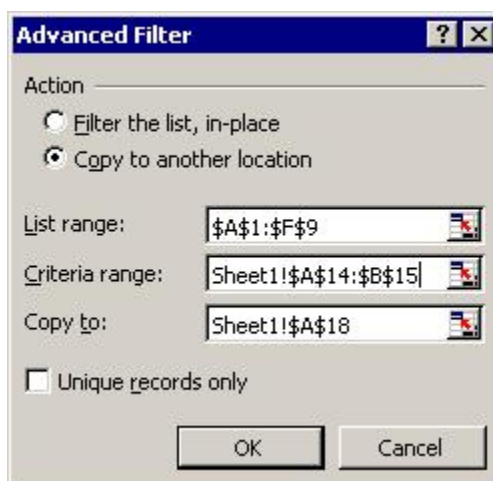 Advanced Filter
Action
Filter the list, in-place
Copy to another location
List range: $A$1:$F$9
Criteria range: Sheet1!$A$14:$B$15
Copy to: Sheet1!$A$18
Unique records only
OK Cancel